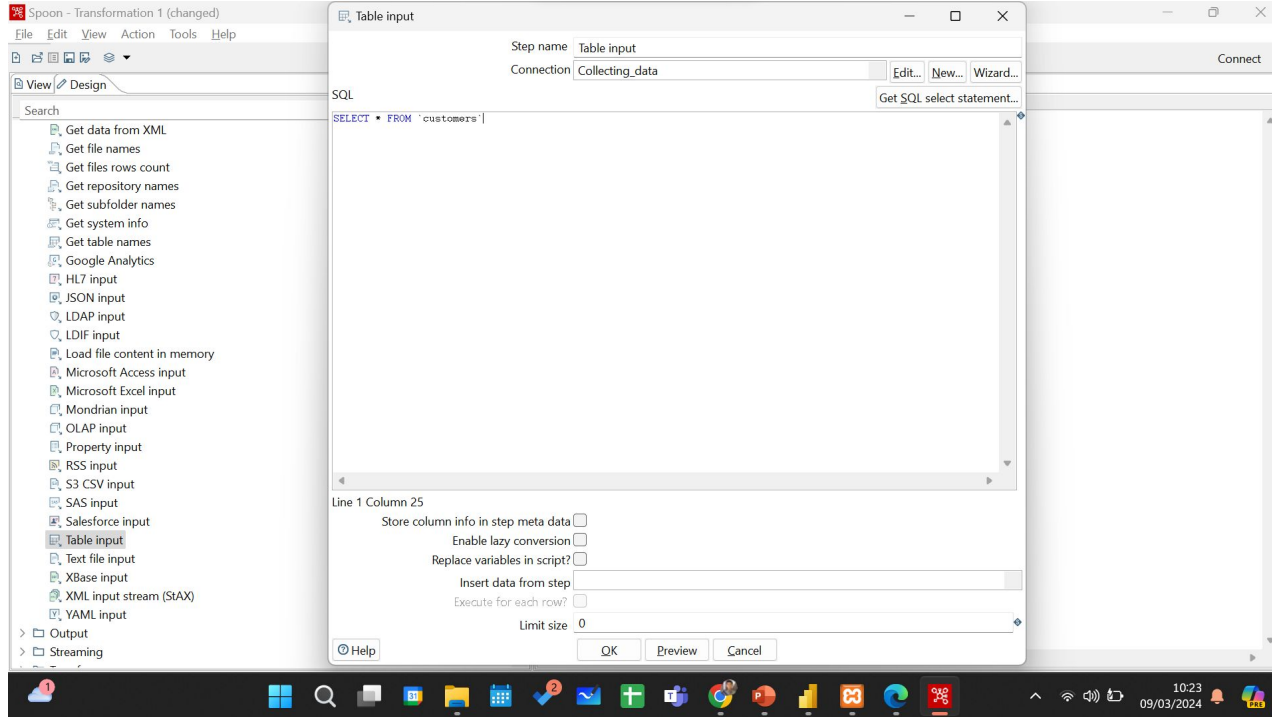 Spoon - Transformation 1 (changed)
File Edit View Action Tools Help
Connect
View Design
Search
Get data from XML
Get file names
Get files rows count
Get repository names
Get subfolder names
Get system info
Get table names
Google Analytics
HL7 input
JSON input
LDAP input
LDIF input
Load file content in memory
Microsoft Access input
Microsoft Excel input
Mondrian input
OLAP input
Property input
RSS input
S3 CSV input
SAS input
Salesforce input
Table input
Text file input
XBase input
XML input stream (StAX)
YAML input
Output
Streaming
Table input
Step name Table input
Connection Collecting_data Edit... New... Wizard...
SQL Get SQL select statement...
SELECT * FROM `customers`
Line 1 Column 25
Store column info in step meta data
Enable lazy conversion
Replace variables in script?
Insert data from step
Execute for each row?
Limit size 0
Help OK Preview Cancel
1
31
2
10:23
09/03/2024
PRE